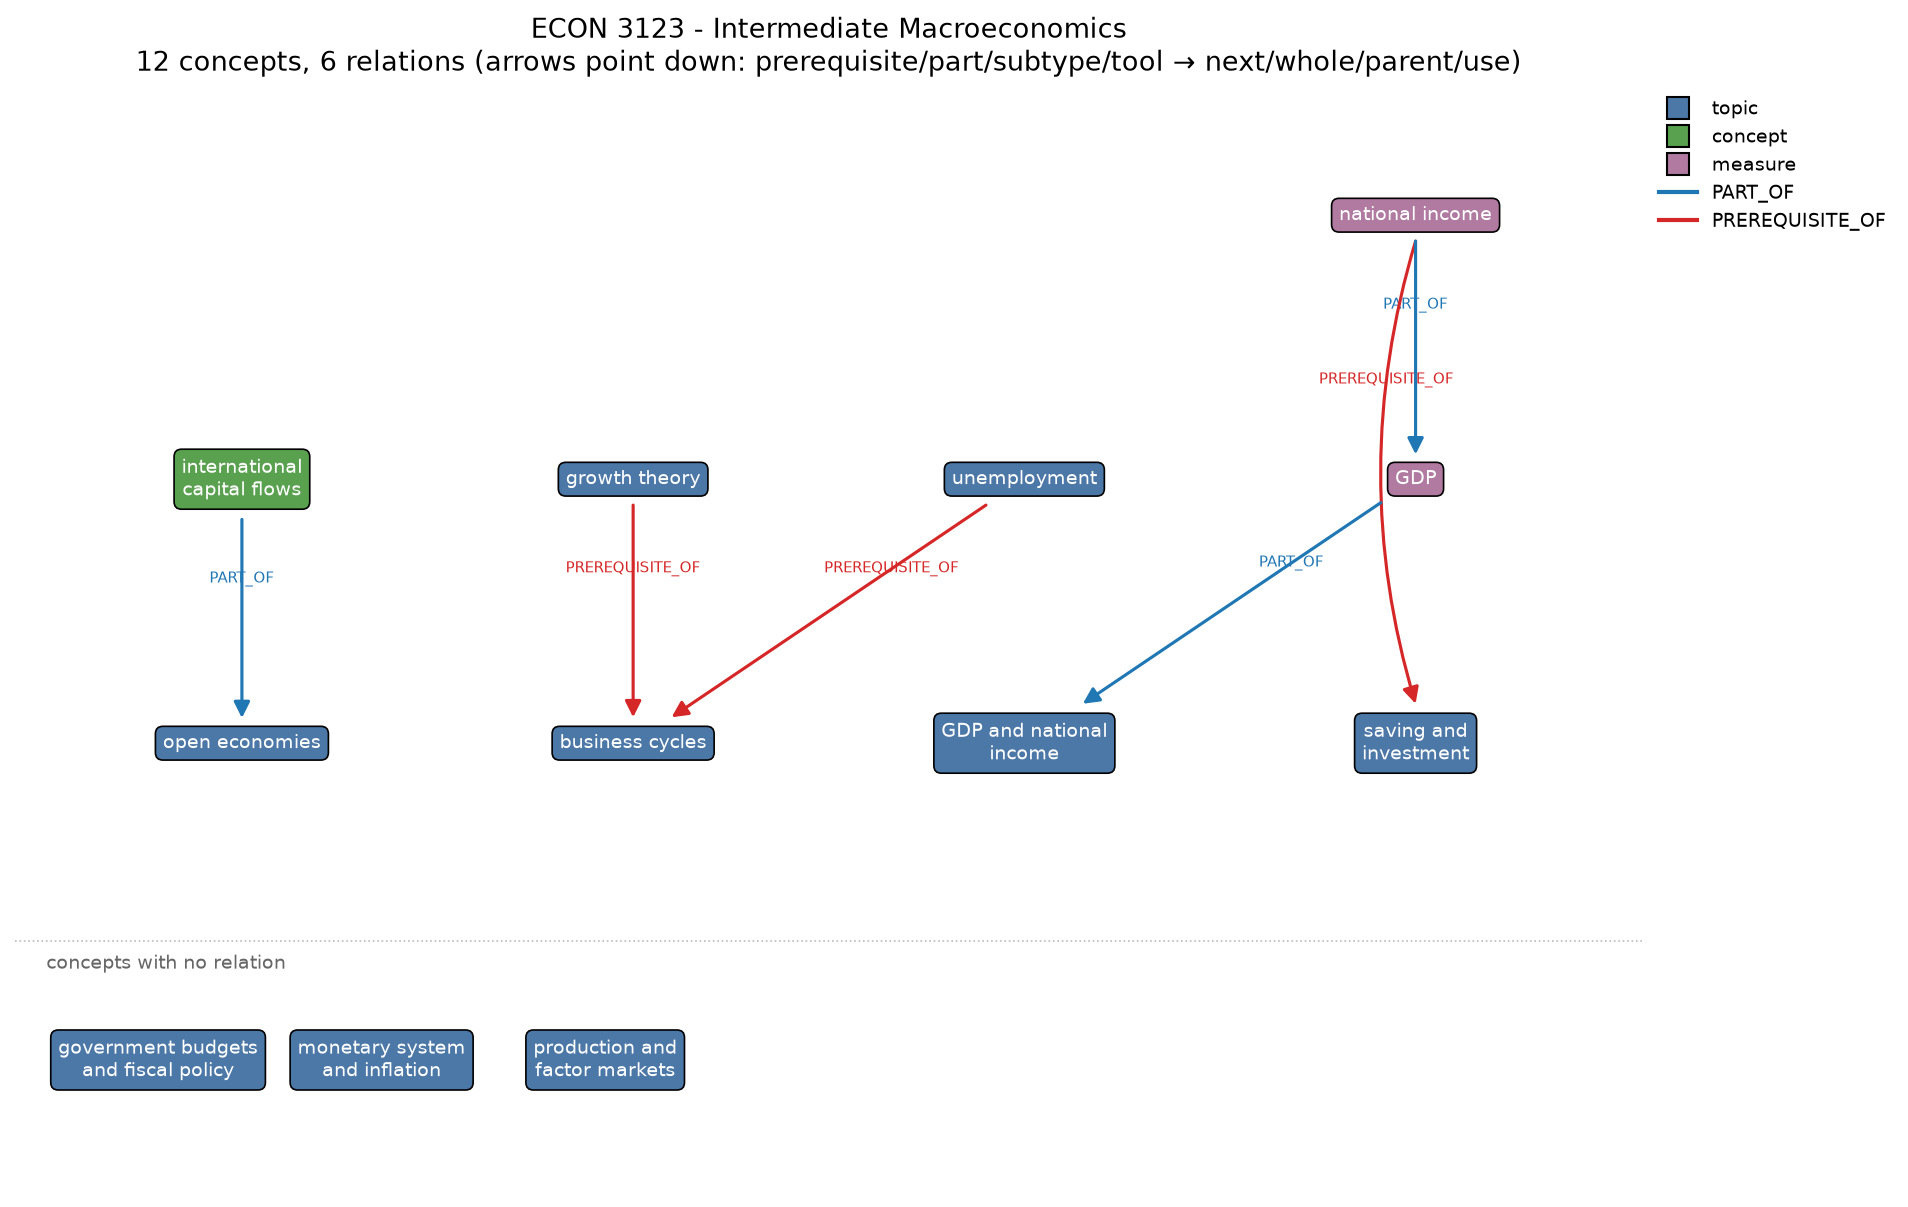 ECON 3123 - Intermediate Macroeconomics
12 concepts, 6 relations (arrows point down: prerequisite/part/subtype/tool → next/whole/parent/use)
topic
concept
measure
PART_OF
PREREQUISITE_OF
national income
PART_OF
PREREQUISITE_OF
international
capital flows
growth theory
unemployment
GDP
PART_OF
PREREQUISITE_OF
PREREQUISITE_OF
PART_OF
open economies
business cycles
GDP and national
income
saving and
investment
concepts with no relation
government budgets
and fiscal policy
monetary system
and inflation
production and
factor markets